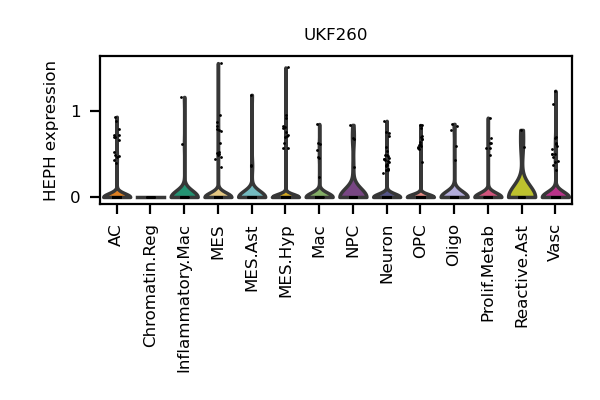 UKF260
HEPH expression
1
0
AC
Chromatin.Reg
Inflammatory.Mac
MES
MES.Ast
MES.Hyp
Mac
NPC
Neuron
OPC
Oligo
Prolif.Metab
Reactive.Ast
Vasc